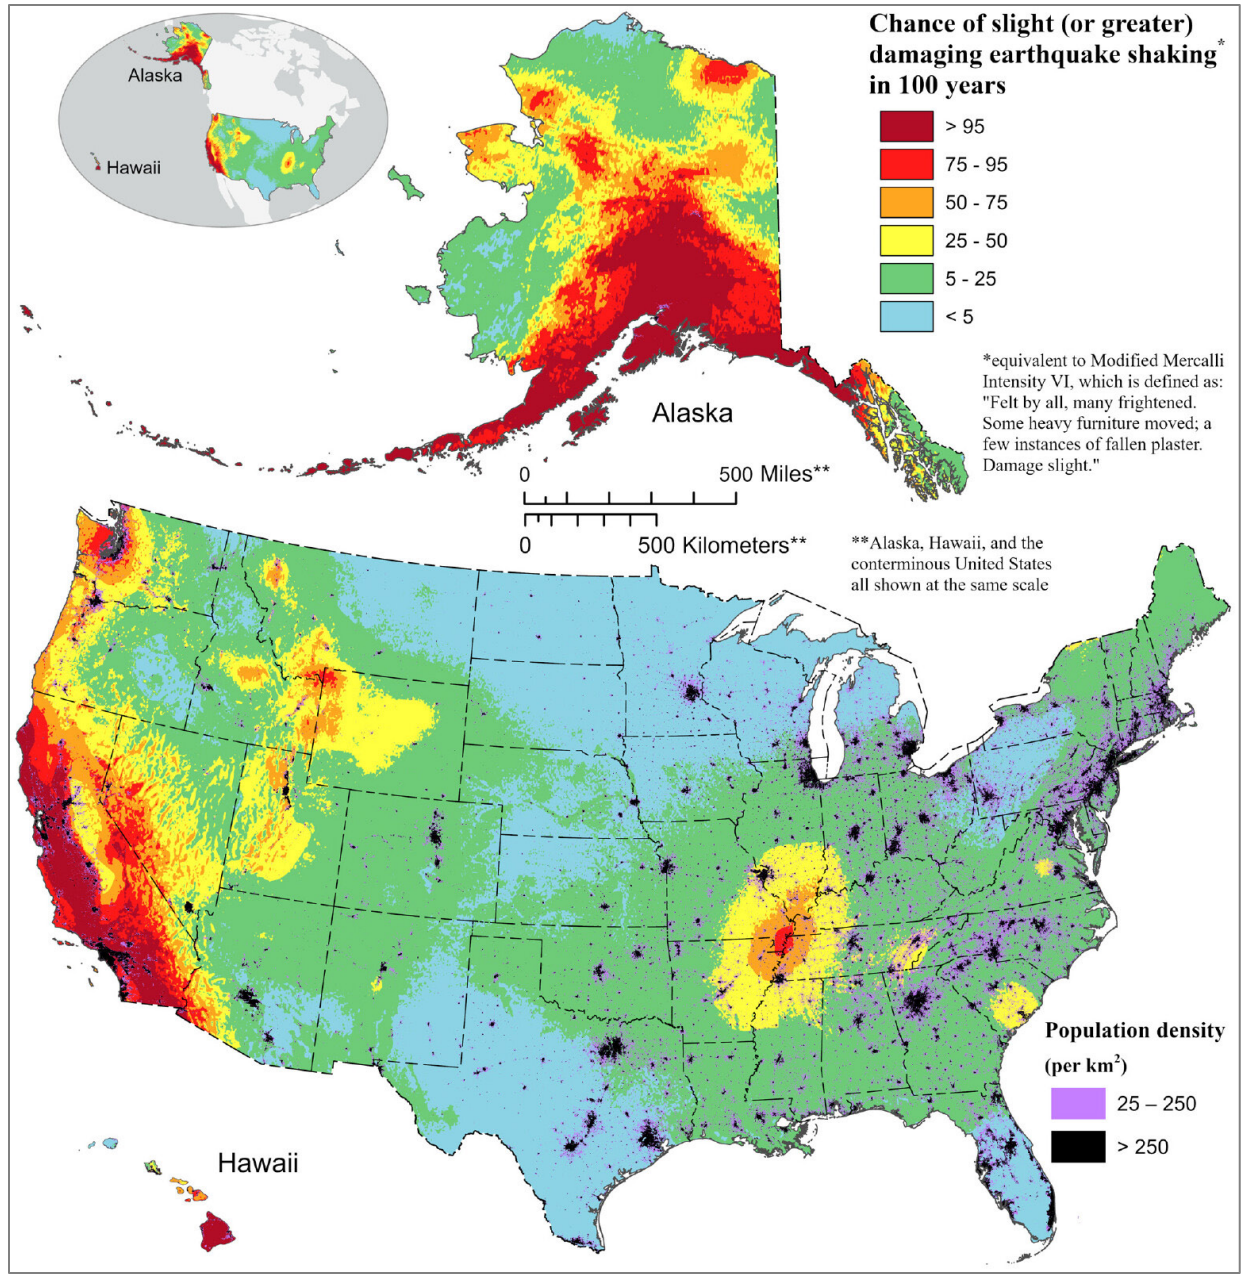 Chance of slight (or greater)
damaging earthquake shaking*
in 100 years
> 95
75 - 95
50 - 75
25 - 50
5 - 25
< 5
*equivalent to Modified Mercalli
Intensity VI, which is defined as:
"Felt by all, many frightened.
Some heavy furniture moved; a
few instances of fallen plaster.
Damage slight."
Alaska
Hawaii
Alaska
0 500 Miles**
0 500 Kilometers**
**Alaska, Hawaii, and the
conterminous United States
all shown at the same scale
Population density
(per km²)
25 – 250
> 250
Hawaii